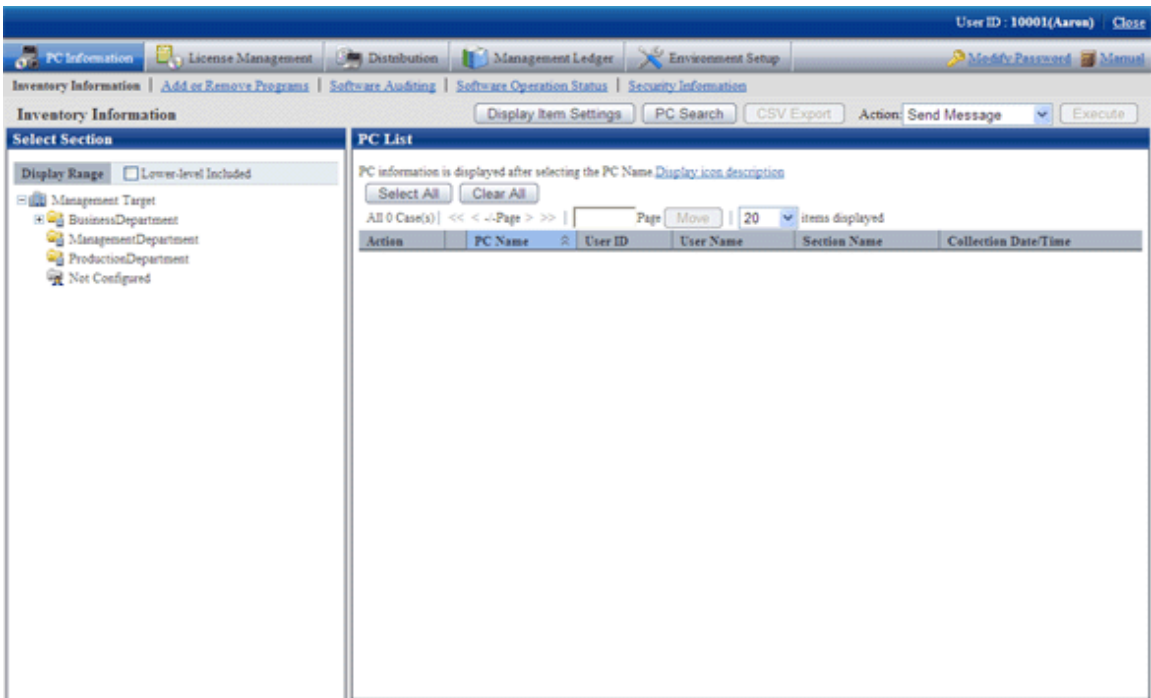 User ID : 10001(Aaron) Close
PC Information License Management Distribution Management Ledger Environment Setup Modify Password Manual
Inventory Information | Add or Remove Programs | Software Auditing | Software Operation Status | Security Information
Inventory Information Display Item Settings PC Search CSV Export Action: Send Message Execute
Select Section PC List
Display Range Lower-level Included
PC information is displayed after selecting the PC Name.Display icon description
Management Target
Select All Clear All
BusinessDepartment
All 0 Case(s) | << < -/-Page > >> | Page Move | 20 items displayed
ManagementDepartment
Action PC Name User ID User Name Section Name Collection Date/Time
ProductionDepartment
Not Configured